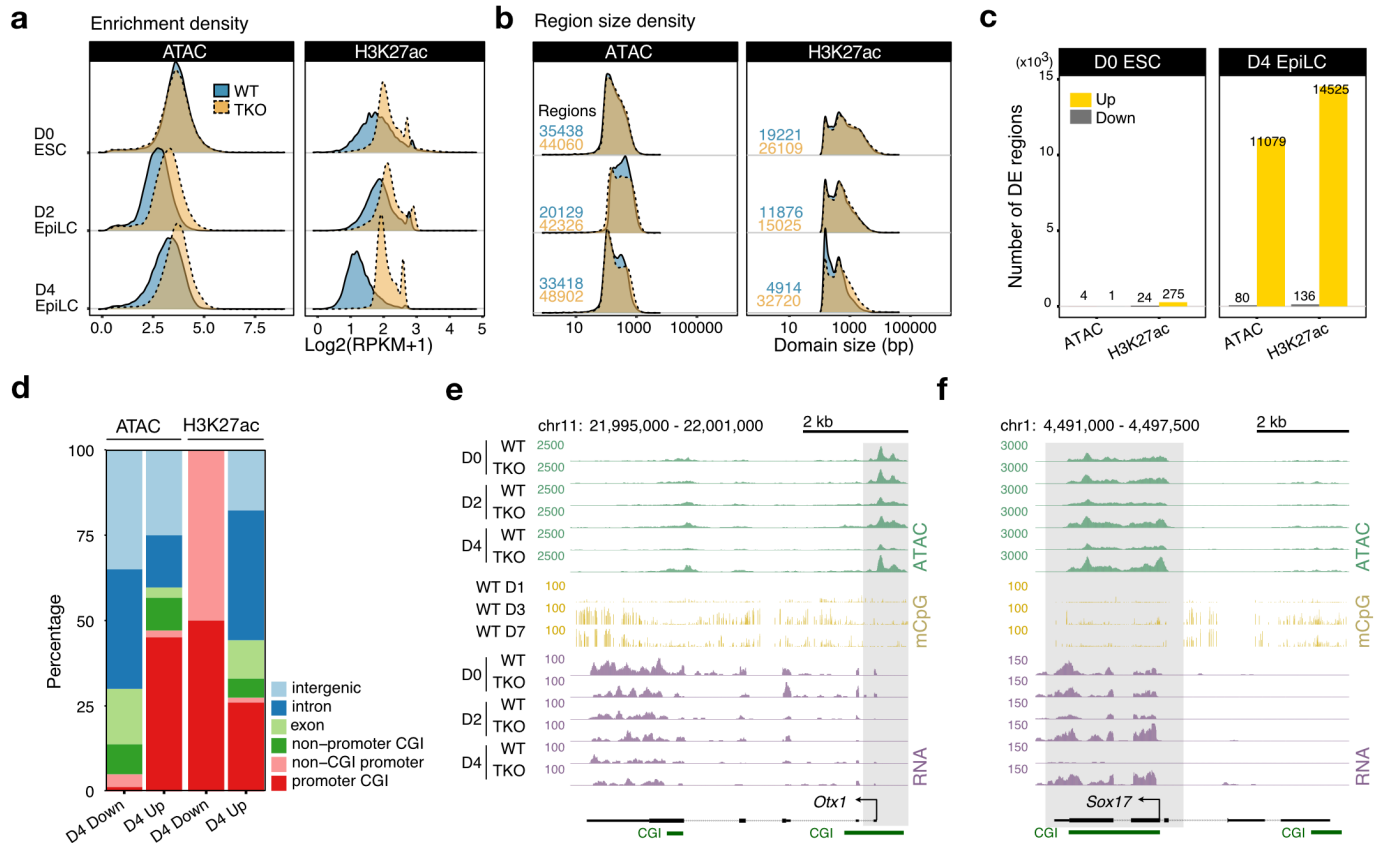 a
Enrichment density
ATAC
H3K27ac
WT
TKO
D0
ESC
D2
EpiLC
D4
EpiLC
0.0 2.5 5.0 7.5
0 1 2 3 4 5
Log2(RPKM+1)
b
Region size density
ATAC
H3K27ac
Regions
35438
44060
20129
42326
33418
48902
19221
26109
11876
15025
4914
32720
10 1000 100000
10 1000 100000
Domain size (bp)
c
(x10³)
D0 ESC
D4 EpiLC
Number of DE regions
15
10
5
0
Up
Down
4 1 24 275
80 11079 136 14525
ATAC H3K27ac
ATAC H3K27ac
d
ATAC H3K27ac
Percentage
100
75
50
25
0
D4 Down D4 Up D4 Down D4 Up
intergenic
intron
exon
non−promoter CGI
non−CGI promoter
promoter CGI
e
chr11: 21,995,000 - 22,001,000
2 kb
D0 WT 2500
TKO 2500
D2 WT 2500
TKO 2500
D4 WT 2500
TKO 2500
ATAC
WT D1 100
WT D3 100
WT D7 100
mCpG
D0 WT 100
TKO 100
D2 WT 100
TKO 100
D4 WT 100
TKO 100
RNA
Otx1
CGI CGI
f
chr1: 4,491,000 - 4,497,500
2 kb
3000
3000
3000
3000
3000
3000
ATAC
100
100
100
mCpG
150
150
150
150
150
150
RNA
Sox17
CGI CGI